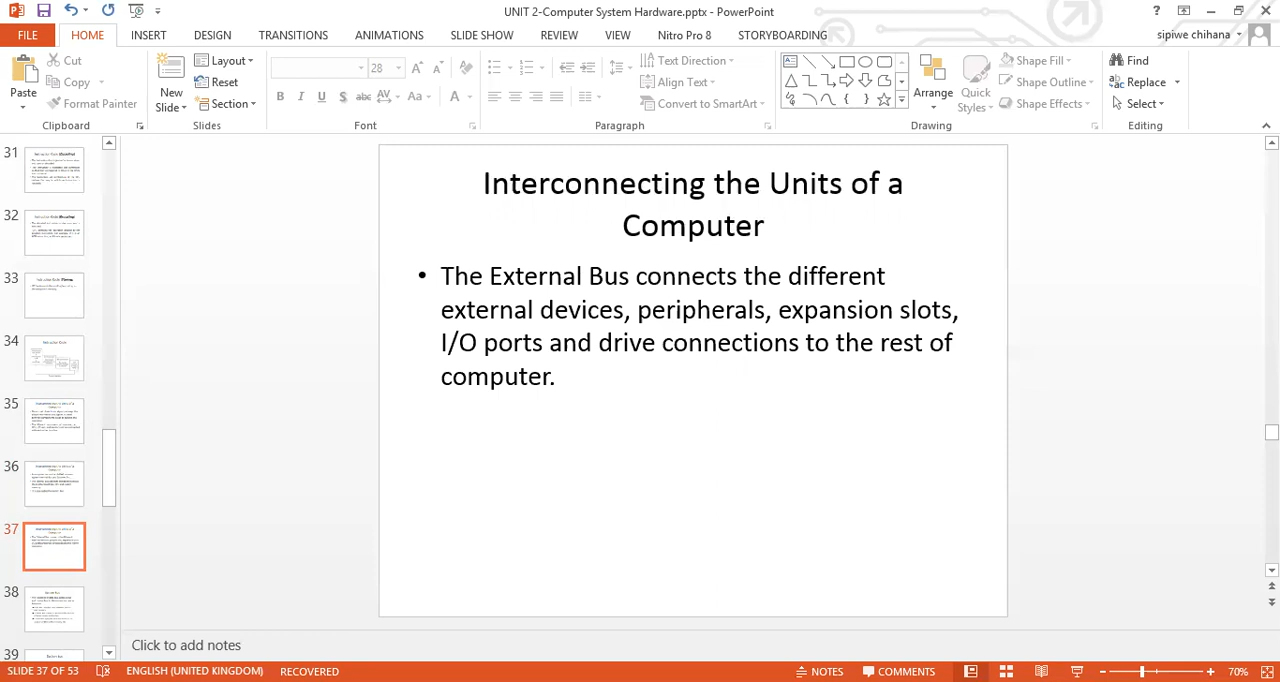 UNIT 2-Computer System Hardware.pptx - PowerPoint
?
FILE HOME INSERT DESIGN TRANSITIONS ANIMATIONS SLIDE SHOW REVIEW VIEW Nitro Pro 8 STORYBOARDING
sipiwe chihana
Paste
Cut
Copy
Format Painter
Clipboard
New
Slide
Layout
Reset
Section
Slides
28
B I U S abc AV Aa A
Font
Text Direction
Align Text
Convert to SmartArt
Paragraph
Arrange
Quick
Styles
Shape Fill
Shape Outline
Shape Effects
Drawing
Find
Replace
Select
Editing
31
32
33
34
35
36
37
38
39
Interconnecting the Units of a
Computer
• The External Bus connects the different
external devices, peripherals, expansion slots,
I/O ports and drive connections to the rest of
computer.
Click to add notes
SLIDE 37 OF 53 ENGLISH (UNITED KINGDOM) RECOVERED NOTES COMMENTS 70%